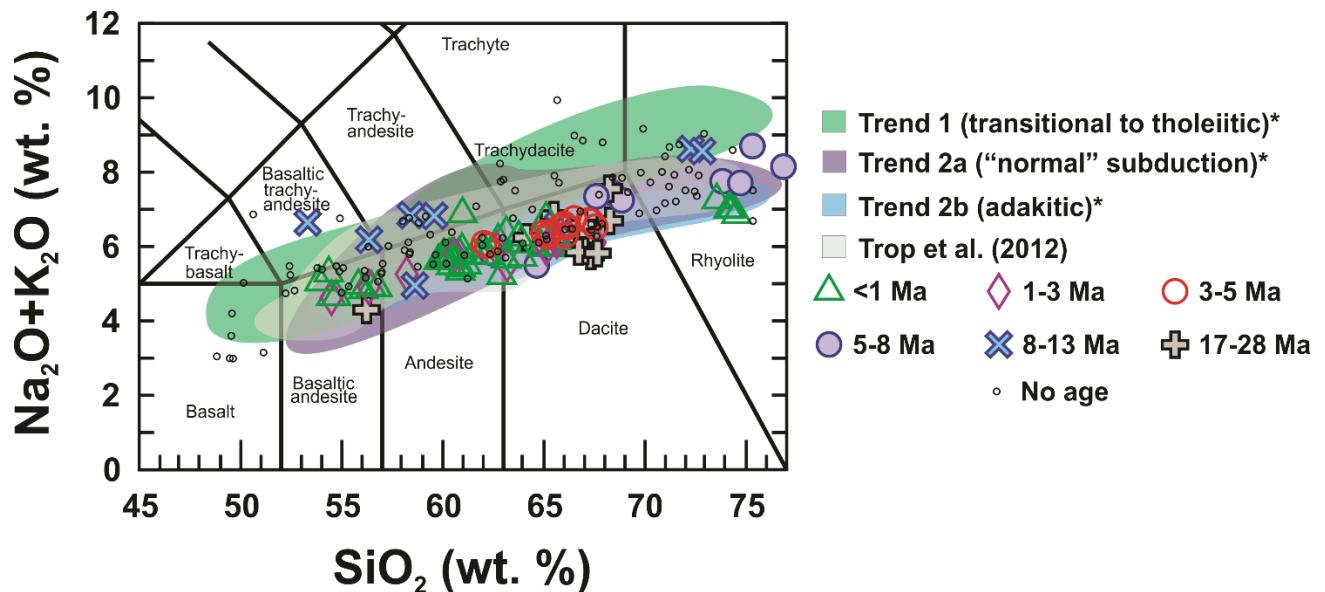 Na₂O+K₂O (wt. %)
12
10
8
6
4
2
0
45
50
55
60
65
70
75
SiO₂ (wt. %)
Trachyte
Trachy-
andesite
Trachydacite
Basaltic
trachy-
andesite
Trachy-
basalt
Rhyolite
Dacite
Andesite
Basaltic
andesite
Basalt
Trend 1 (transitional to tholeiitic)*
Trend 2a (“normal” subduction)*
Trend 2b (adakitic)*
Trop et al. (2012)
<1 Ma
1-3 Ma
3-5 Ma
5-8 Ma
8-13 Ma
17-28 Ma
No age